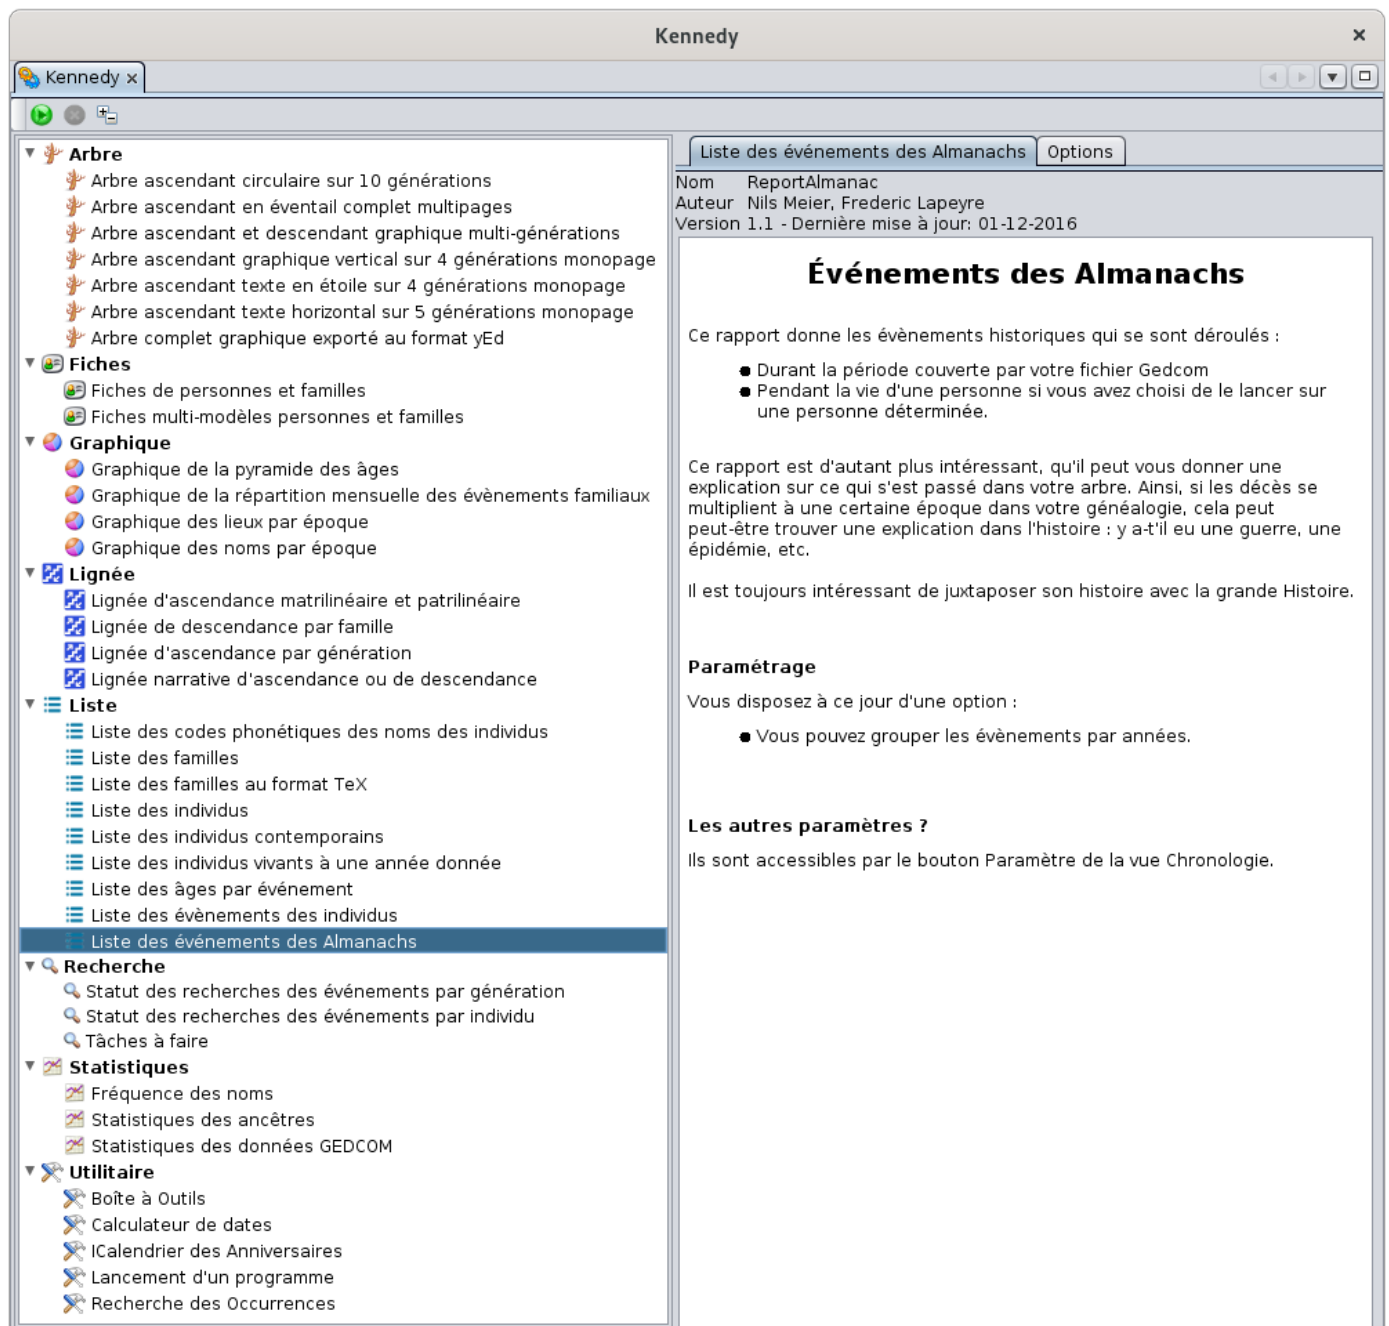 Kennedy
Kennedy
Arbre
Arbre ascendant circulaire sur 10 générations
Arbre ascendant en éventail complet multipages
Arbre ascendant et descendant graphique multi-générations
Arbre ascendant graphique vertical sur 4 générations monopage
Arbre ascendant texte en étoile sur 4 générations monopage
Arbre ascendant texte horizontal sur 5 générations monopage
Arbre complet graphique exporté au format yEd
Fiches
Fiches de personnes et familles
Fiches multi-modèles personnes et familles
Graphique
Graphique de la pyramide des âges
Graphique de la répartition mensuelle des évènements familiaux
Graphique des lieux par époque
Graphique des noms par époque
Lignée
Lignée d'ascendance matrilinéaire et patrilinéaire
Lignée de descendance par famille
Lignée d'ascendance par génération
Lignée narrative d'ascendance ou de descendance
Liste
Liste des codes phonétiques des noms des individus
Liste des familles
Liste des familles au format TeX
Liste des individus
Liste des individus contemporains
Liste des individus vivants à une année donnée
Liste des âges par événement
Liste des évènements des individus
Liste des événements des Almanachs
Recherche
Statut des recherches des événements par génération
Statut des recherches des événements par individu
Tâches à faire
Statistiques
Fréquence des noms
Statistiques des ancêtres
Statistiques des données GEDCOM
Utilitaire
Boîte à Outils
Calculateur de dates
ICalendrier des Anniversaires
Lancement d'un programme
Recherche des Occurrences
Liste des événements des Almanachs
Options
Nom ReportAlmanac
Auteur Nils Meier, Frederic Lapeyre
Version 1.1 - Dernière mise à jour: 01-12-2016
Événements des Almanachs
Ce rapport donne les évènements historiques qui se sont déroulés :
● Durant la période couverte par votre fichier Gedcom
● Pendant la vie d'une personne si vous avez choisi de le lancer sur
une personne déterminée.
Ce rapport est d'autant plus intéressant, qu'il peut vous donner une
explication sur ce qui s'est passé dans votre arbre. Ainsi, si les décès se
multiplient à une certaine époque dans votre généalogie, cela peut
peut-être trouver une explication dans l'histoire : y a-t'il eu une guerre, une
épidémie, etc.
Il est toujours intéressant de juxtaposer son histoire avec la grande Histoire.
Paramétrage
Vous disposez à ce jour d'une option :
● Vous pouvez grouper les évènements par années.
Les autres paramètres ?
Ils sont accessibles par le bouton Paramètre de la vue Chronologie.